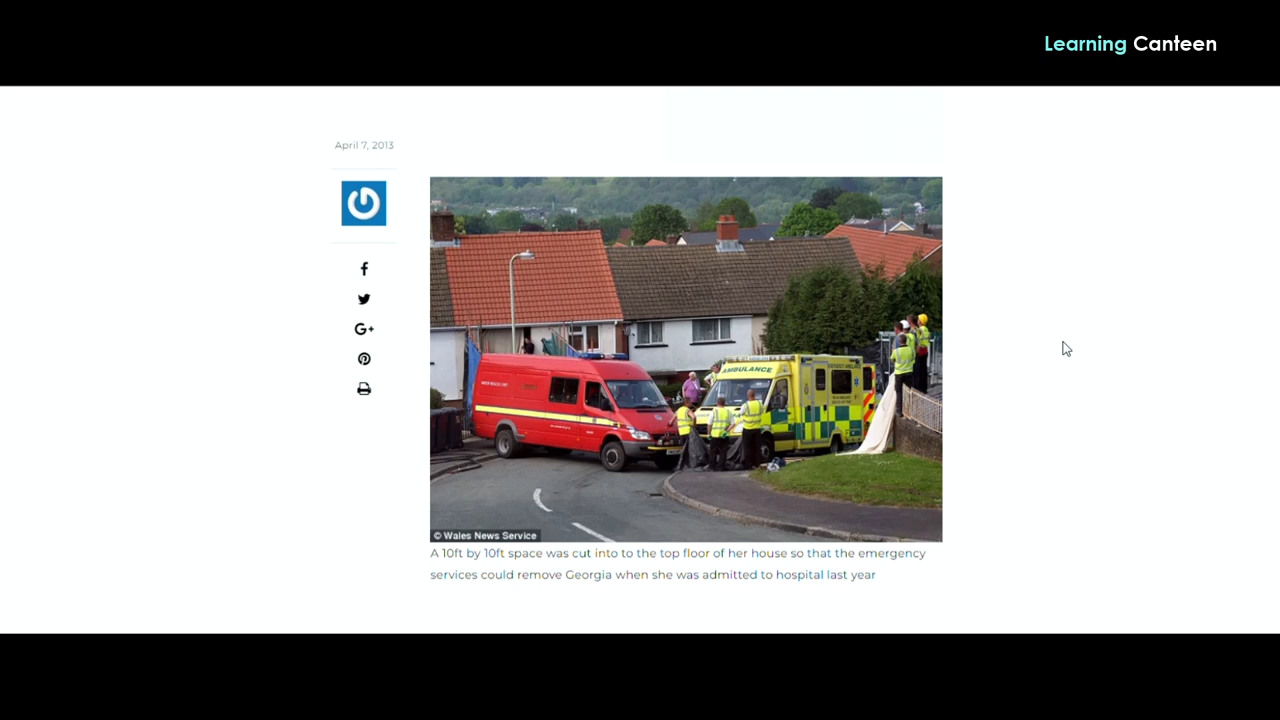 Learning Canteen
April 7, 2013
AMBULANCE
© Wales News Service
A 10ft by 10ft space was cut into to the top floor of her house so that the emergency
services could remove Georgia when she was admitted to hospital last year